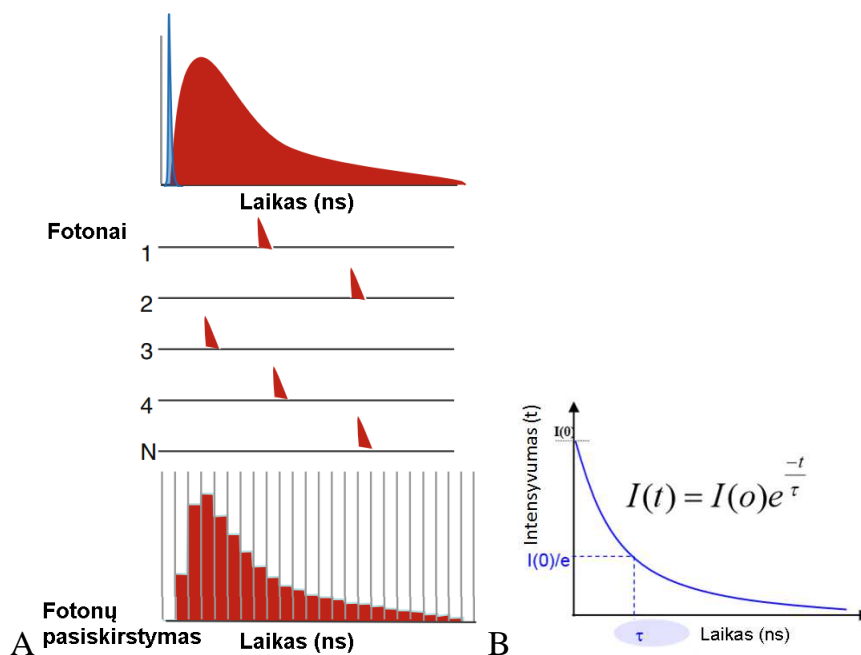 Laikas (ns)
Fotonai
1
2
3
4
N
Fotonų
pasiskirstymas
Laikas (ns)
A
Intensyvumas (t)
I(0)
I(t) = I(o)e^{-t/τ}
I(0)/e
τ
Laikas (ns)
B